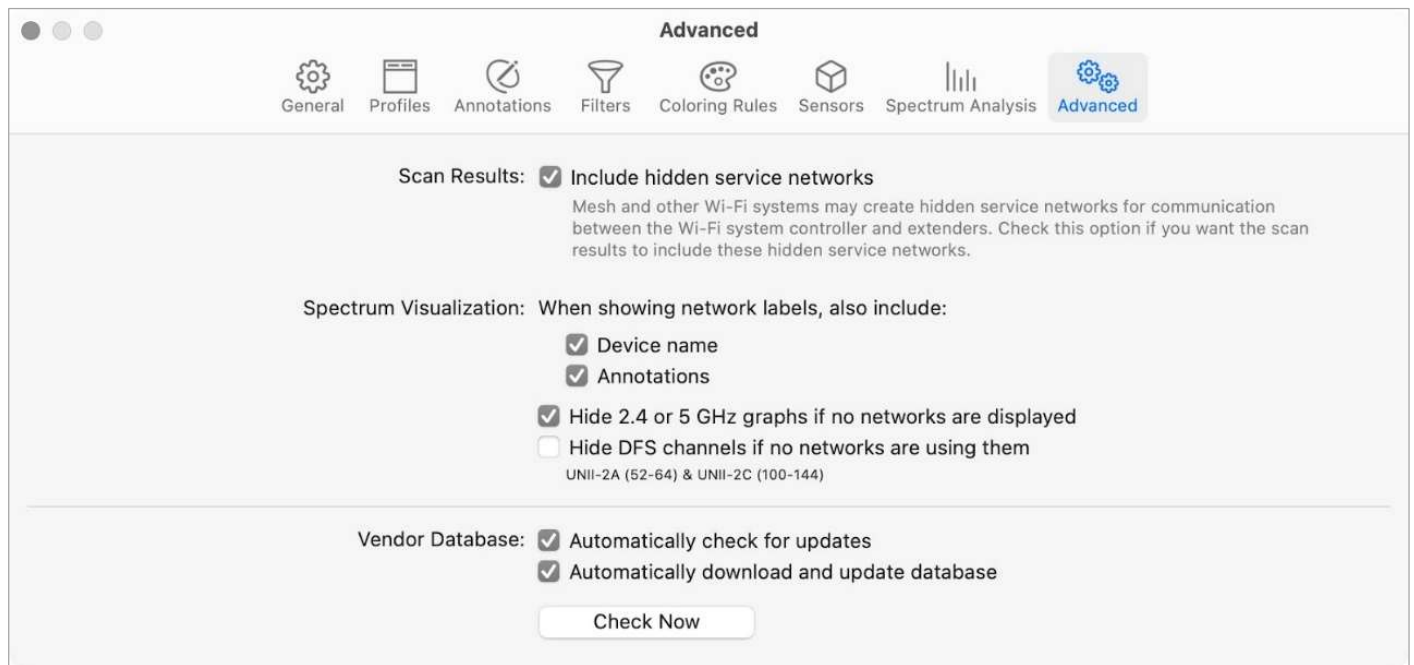 Advanced
General Profiles Annotations Filters Coloring Rules Sensors Spectrum Analysis Advanced
Scan Results: Include hidden service networks
Mesh and other Wi-Fi systems may create hidden service networks for communication
between the Wi-Fi system controller and extenders. Check this option if you want the scan
results to include these hidden service networks.
Spectrum Visualization: When showing network labels, also include:
Device name
Annotations
Hide 2.4 or 5 GHz graphs if no networks are displayed
Hide DFS channels if no networks are using them
UNII-2A (52-64) & UNII-2C (100-144)
Vendor Database: Automatically check for updates
Automatically download and update database
Check Now